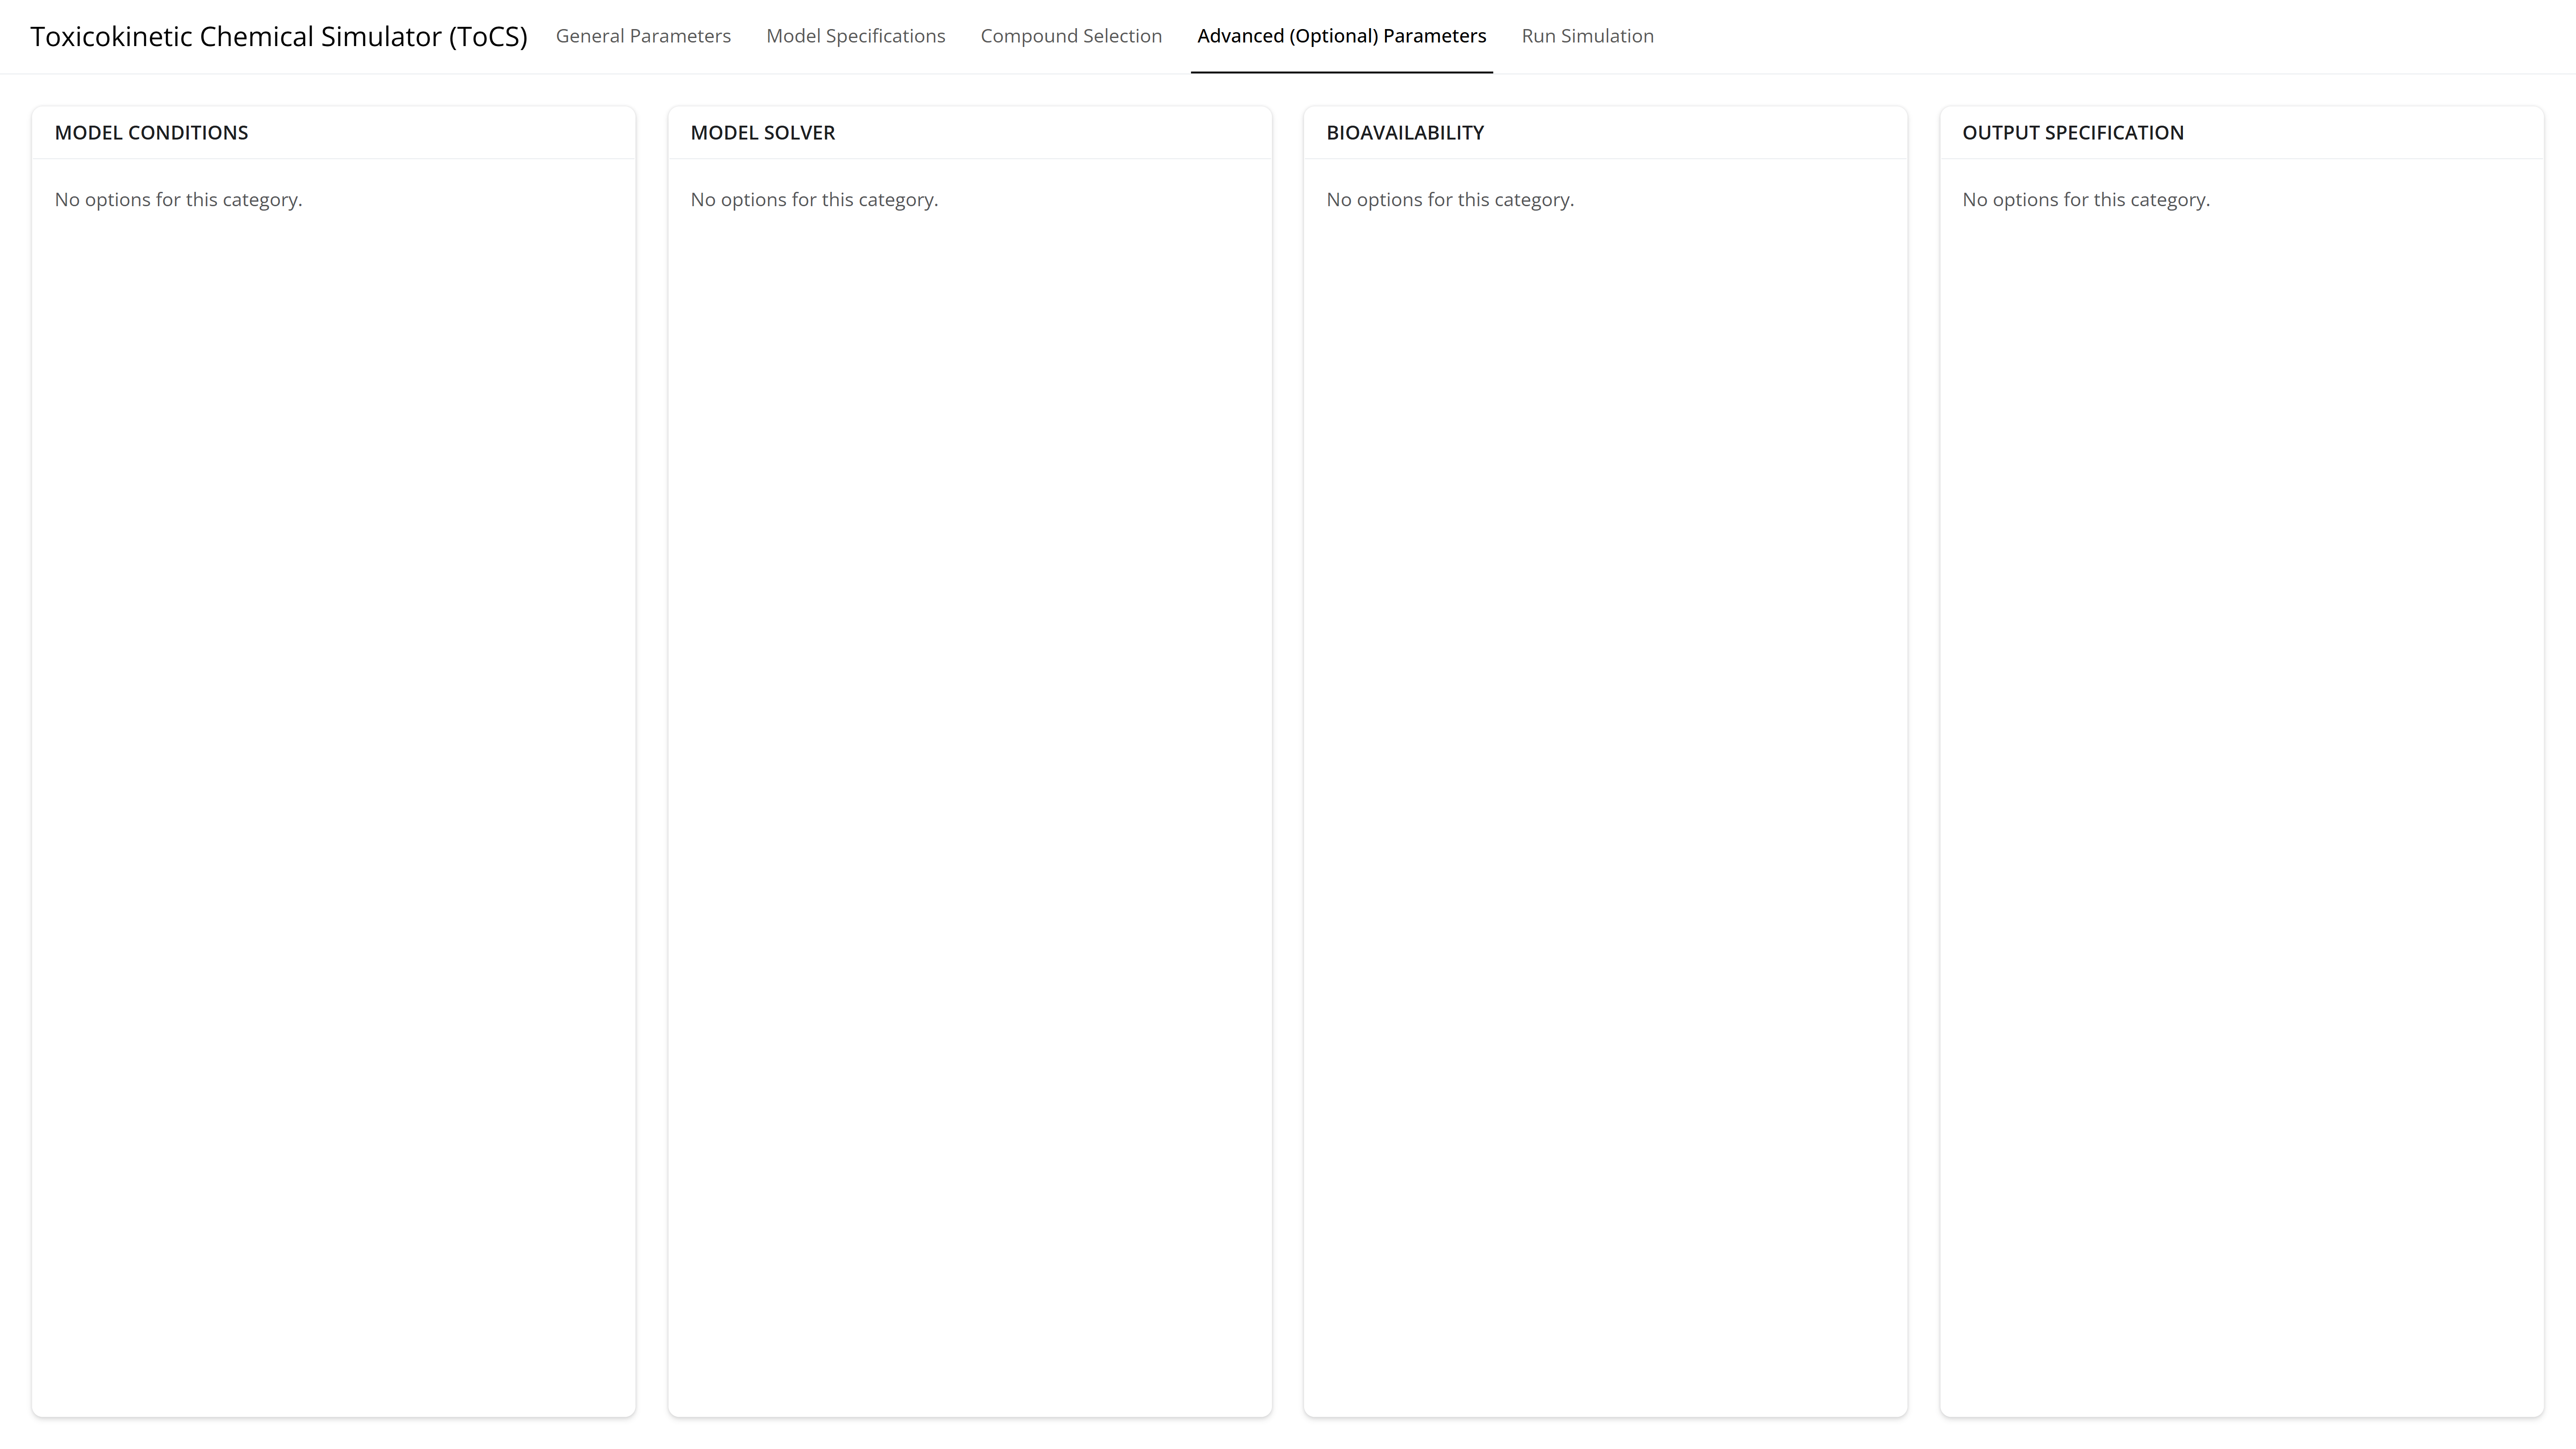 Toxicokinetic Chemical Simulator (ToCS) General Parameters Model Specifications Compound Selection Advanced (Optional) Parameters Run Simulation
MODEL CONDITIONS
No options for this category.
MODEL SOLVER
No options for this category.
BIOAVAILABILITY
No options for this category.
OUTPUT SPECIFICATION
No options for this category.